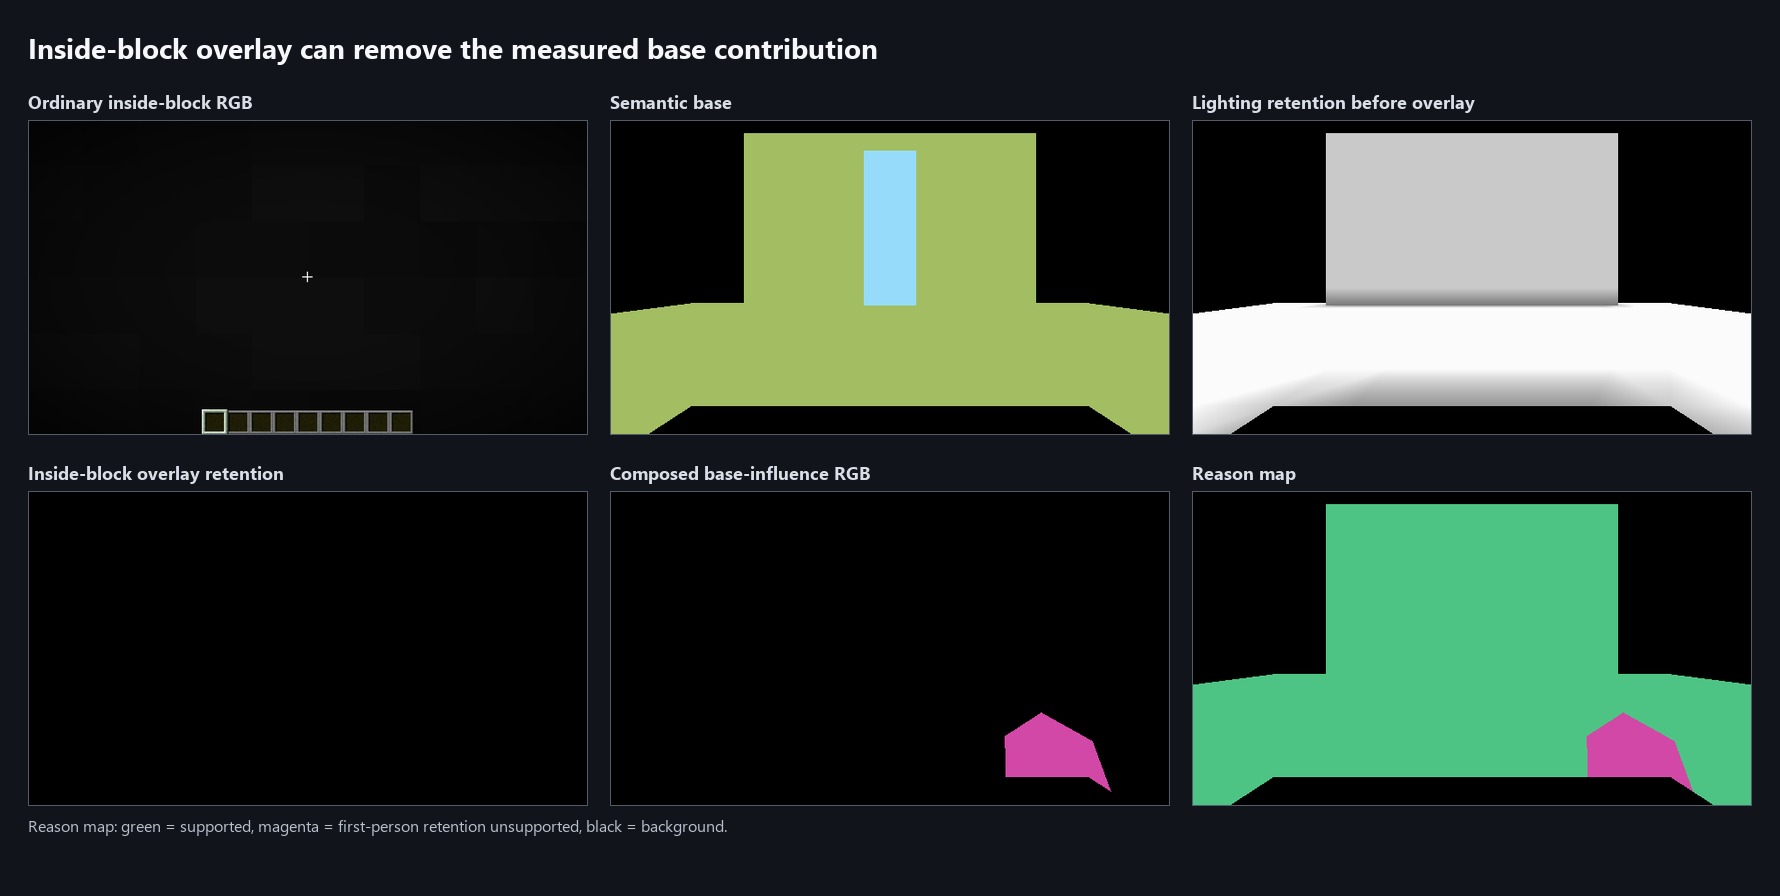 Inside-block overlay can remove the measured base contribution
Ordinary inside-block RGB
Semantic base
Lighting retention before overlay
Inside-block overlay retention
Composed base-influence RGB
Reason map
Reason map: green = supported, magenta = first-person retention unsupported, black = background.